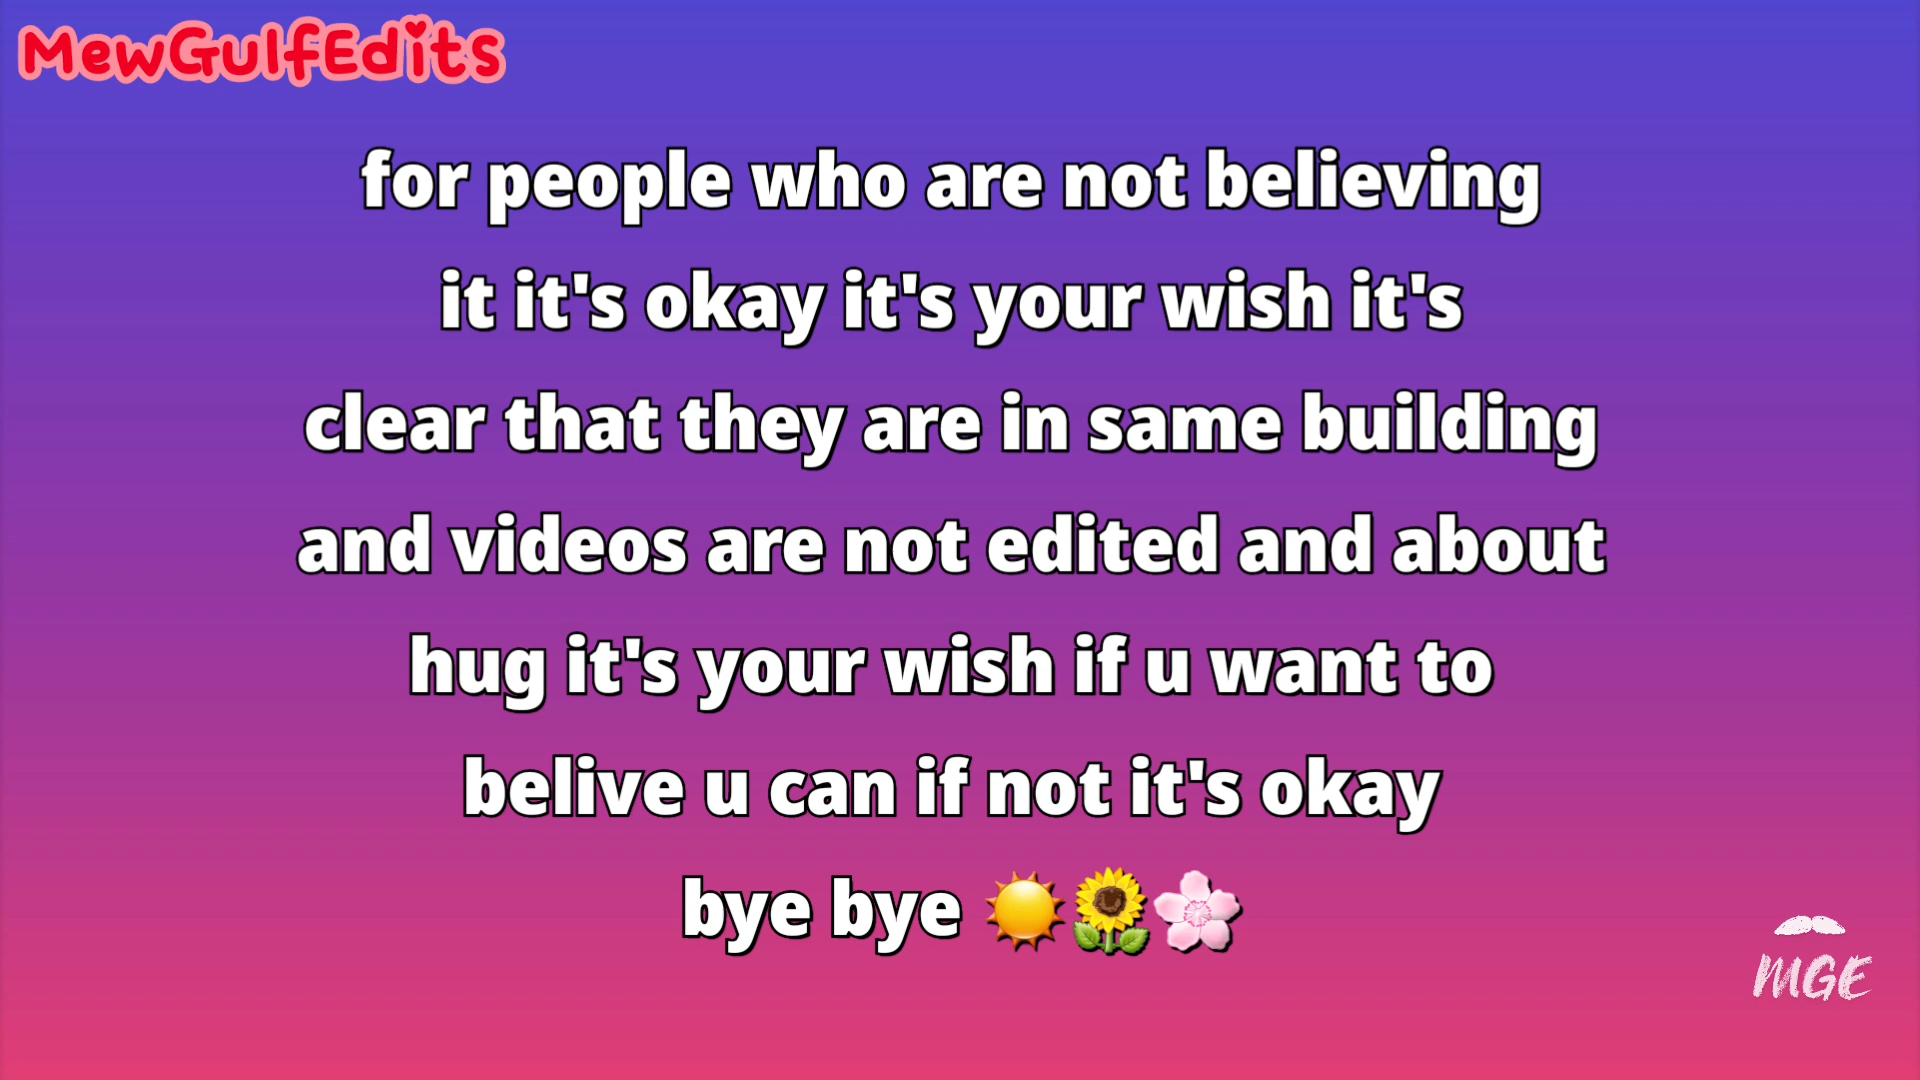 MewGulfEdits
for people who are not believing
it it's okay it's your wish it's
clear that they are in same building
and videos are not edited and about
hug it's your wish if u want to
belive u can if not it's okay
bye bye ☀️🌻🌸
MGE